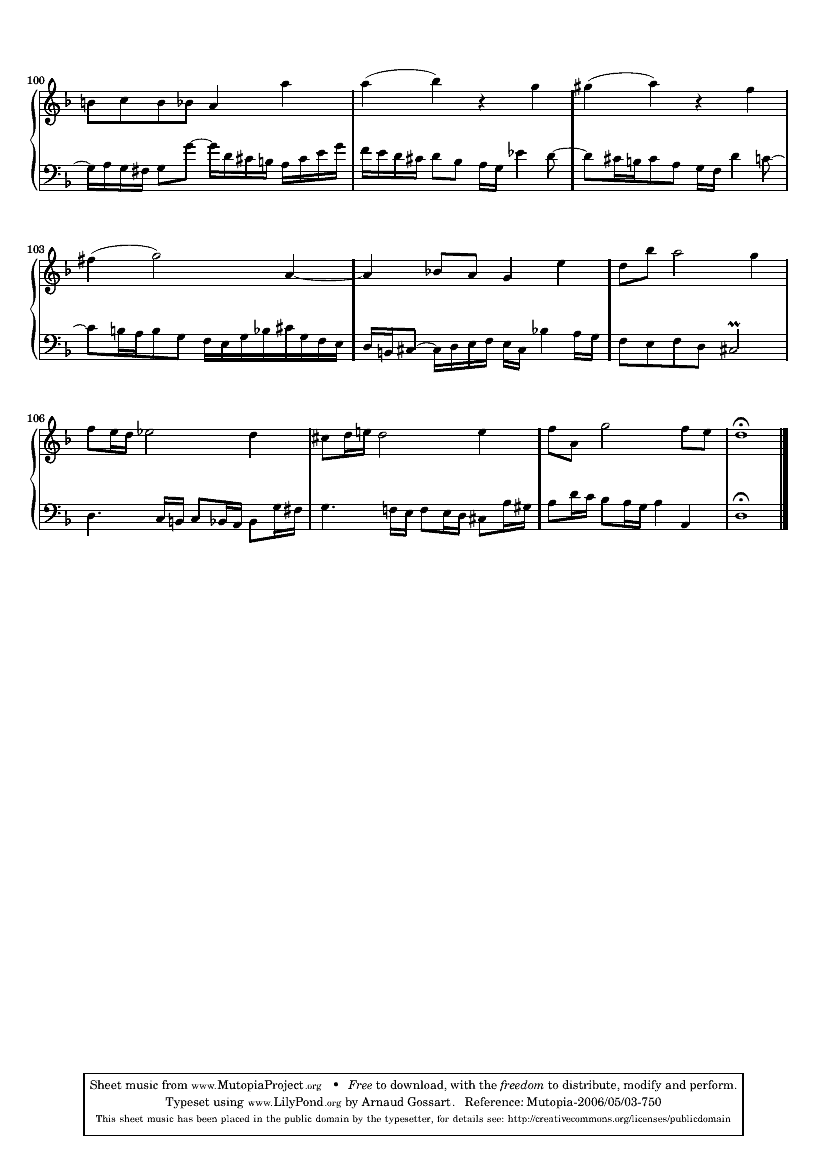 100
103
106
Sheet music from www.MutopiaProject.org • Free to download, with the freedom to distribute, modify and perform.
Typeset using www.LilyPond.org by Arnaud Gossart. Reference: Mutopia-2006/05/03-750
This sheet music has been placed in the public domain by the typesetter, for details see: http://creativecommons.org/licenses/publicdomain